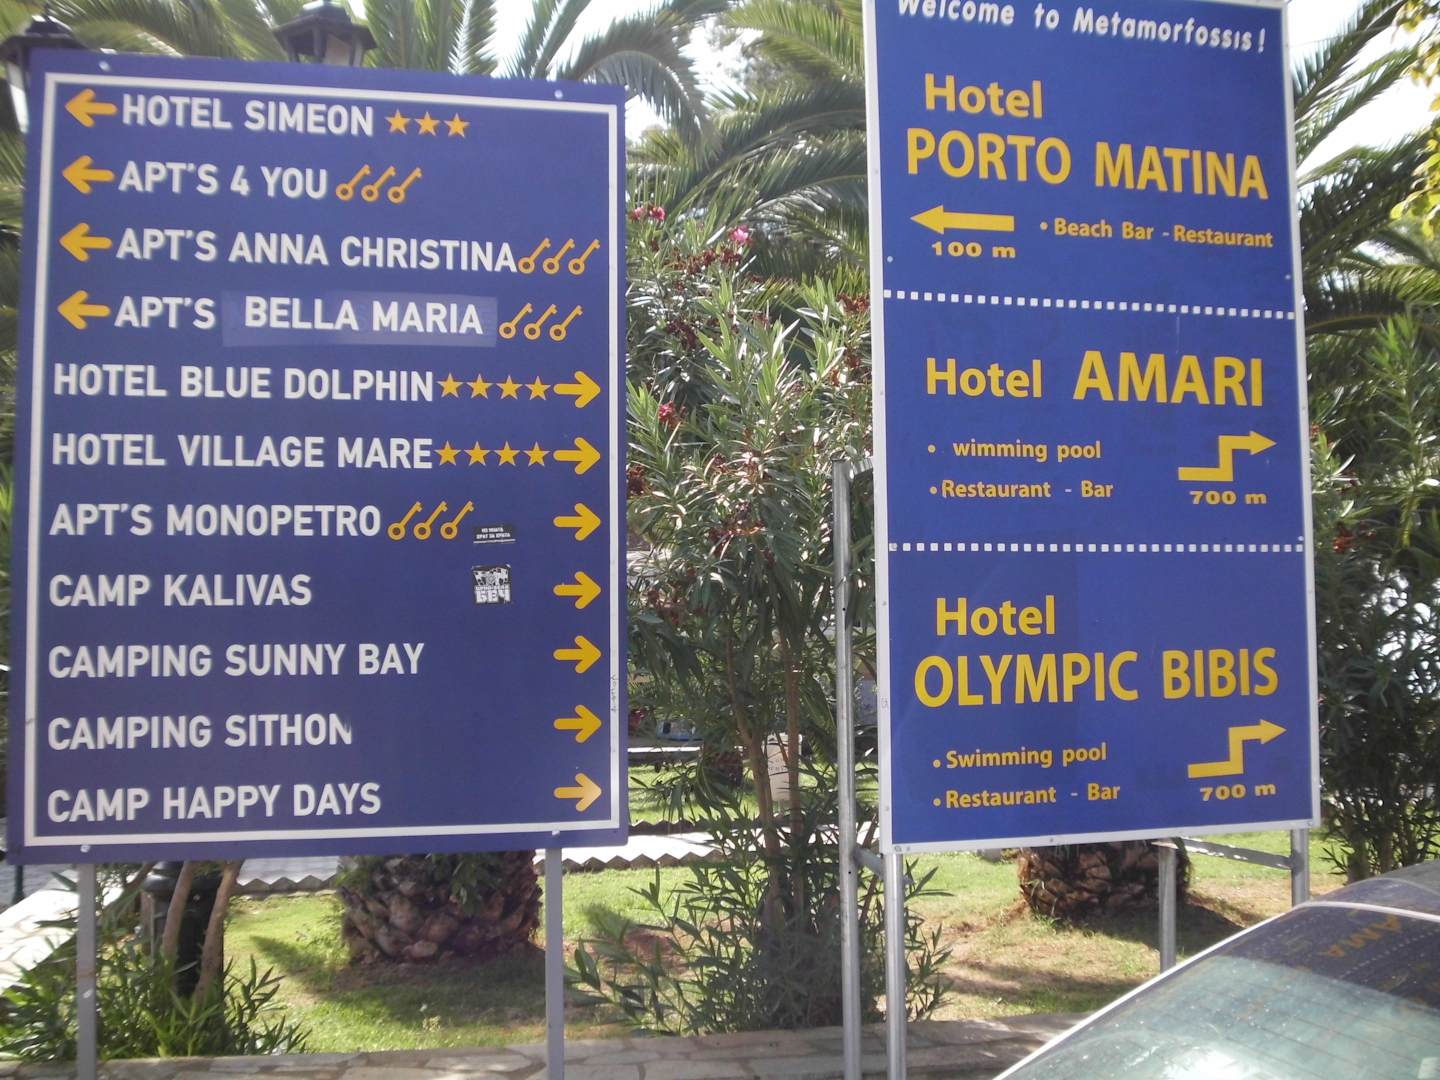 HOTEL SIMEON
APT'S 4 YOU
APT'S ANNA CHRISTINA
APT'S BELLA MARIA
HOTEL BLUE DOLPHIN
HOTEL VILLAGE MARE
APT'S MONOPETRO
CAMP KALIVAS
CAMPING SUNNY BAY
CAMPING SITHON
CAMP HAPPY DAYS
БЕЧ
Welcome to Metamorfossis!
Hotel
PORTO MATINA
100 m
• Beach Bar - Restaurant
Hotel AMARI
• wimming pool
• Restaurant - Bar
700 m
Hotel
OLYMPIC BIBIS
• Swimming pool
• Restaurant - Bar
700 m